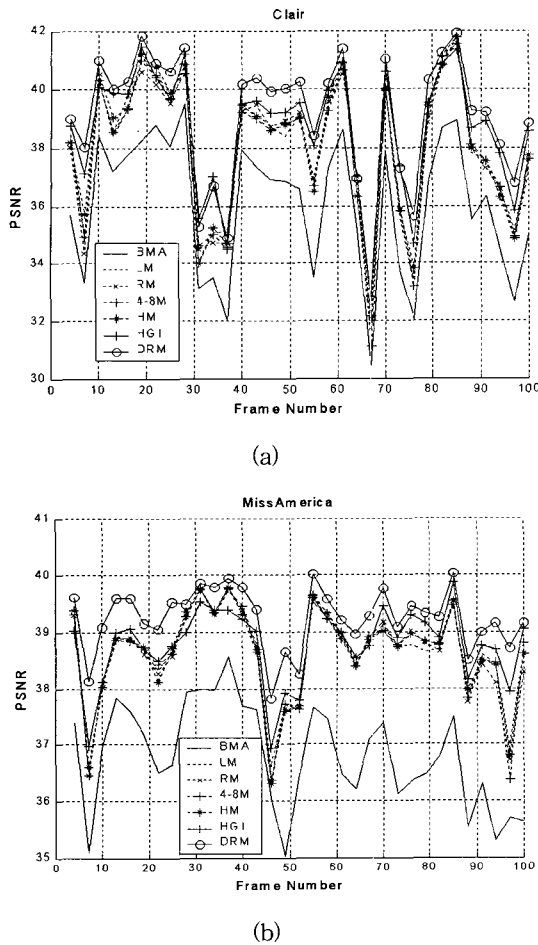 Clair
42
40
38
36
34
32
30
PSNR
BMA
LM
RM
4-8M
HM
HGI
DRM
0 10 20 30 40 50 60 70 80 90 100
Frame Number
(a)
MissAmerica
41
40
39
38
37
36
35
PSNR
BMA
LM
RM
4-8M
HM
HGI
DRM
0 10 20 30 40 50 60 70 80 90 100
Frame Number
(b)